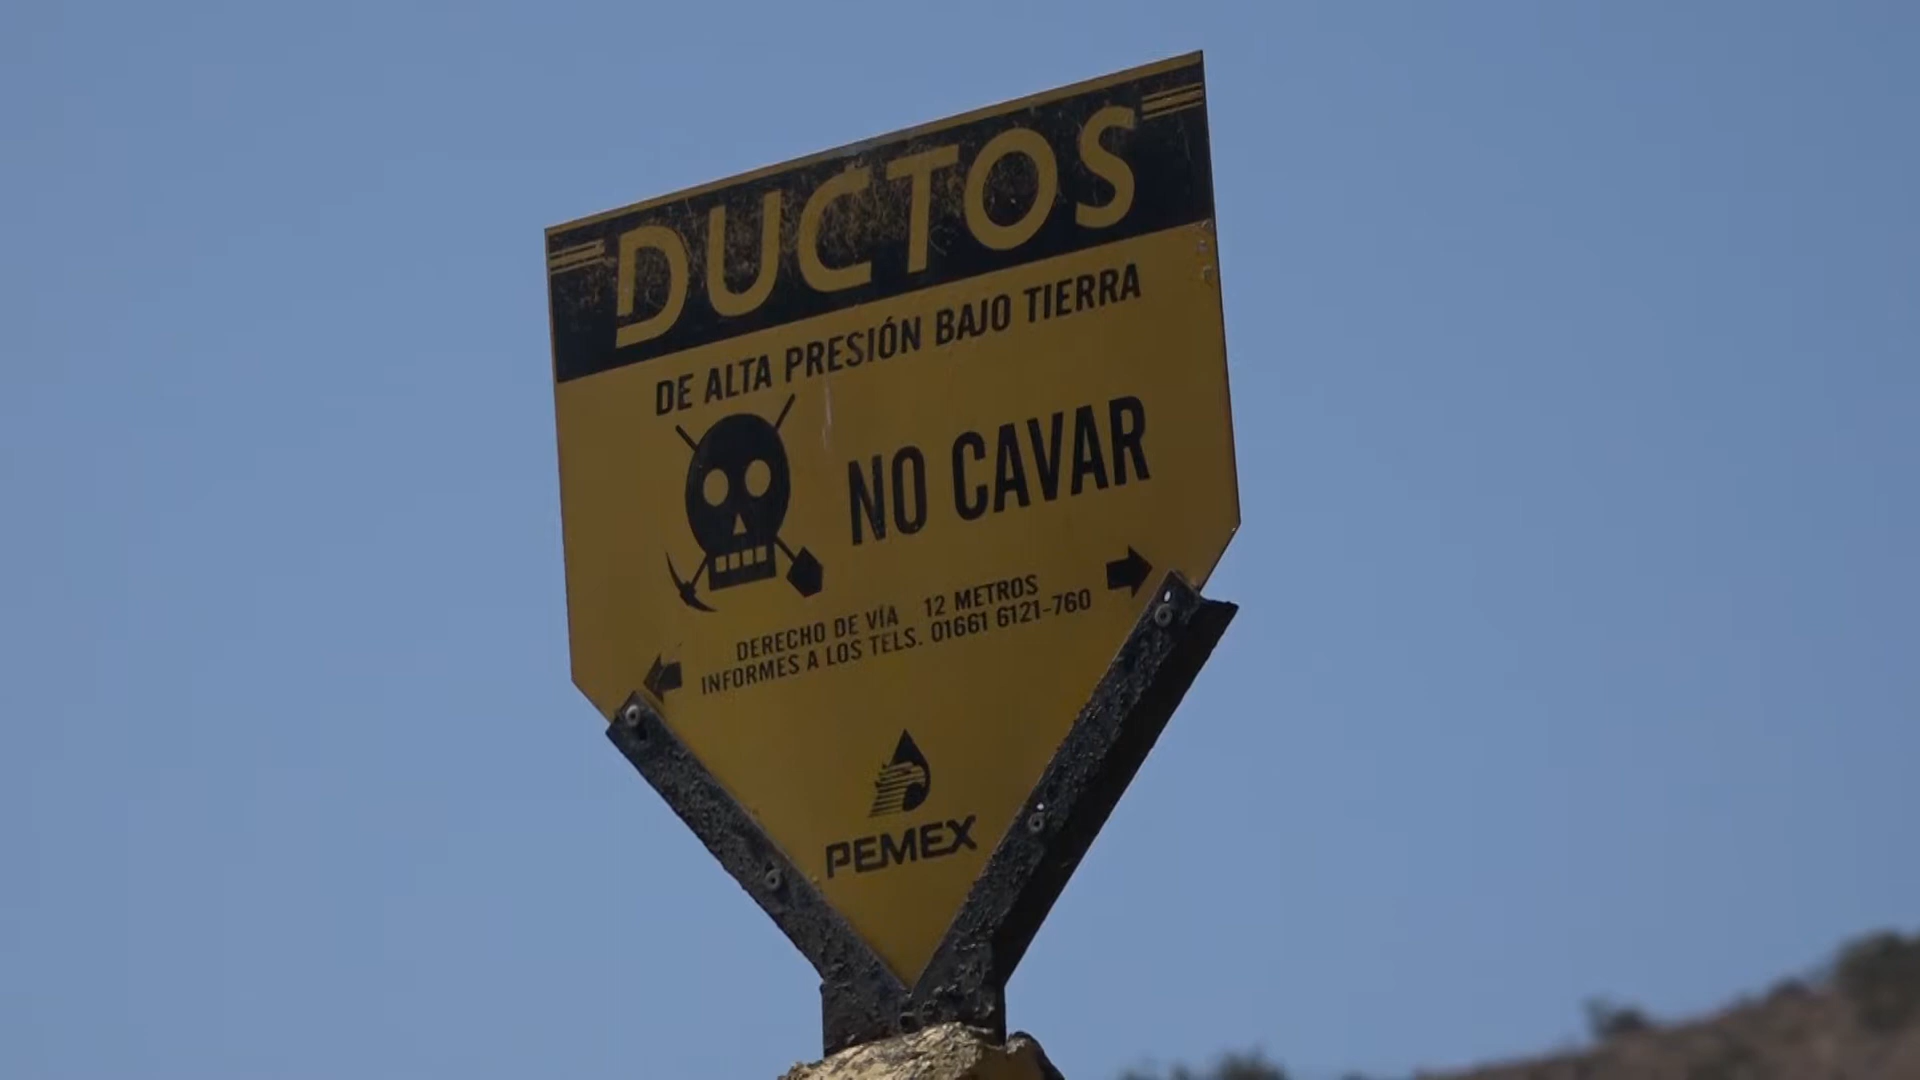 DUCTOS
DE ALTA PRESIÓN BAJO TIERRA
NO CAVAR
DERECHO DE VÍA 12 METROS
INFORMES A LOS TELS. 01661 6121-760
PEMEX